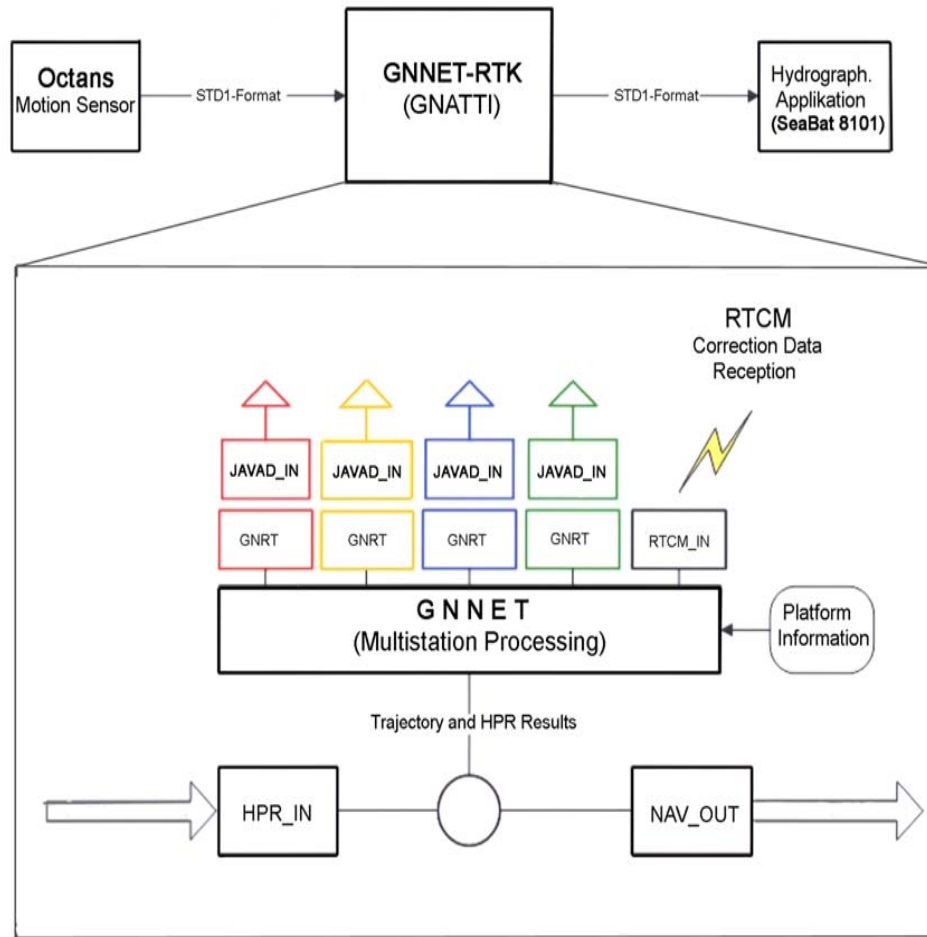 Octans
Motion Sensor
STD1-Format
GNNET-RTK
(GNATTI)
STD1-Format
Hydrograph.
Applikation
(SeaBat 8101)
RTCM
Correction Data
Reception
JAVAD_IN
JAVAD_IN
JAVAD_IN
JAVAD_IN
GNRT
GNRT
GNRT
GNRT
RTCM_IN
G N N E T
(Multistation Processing)
Platform
Information
Trajectory and HPR Results
HPR_IN
NAV_OUT